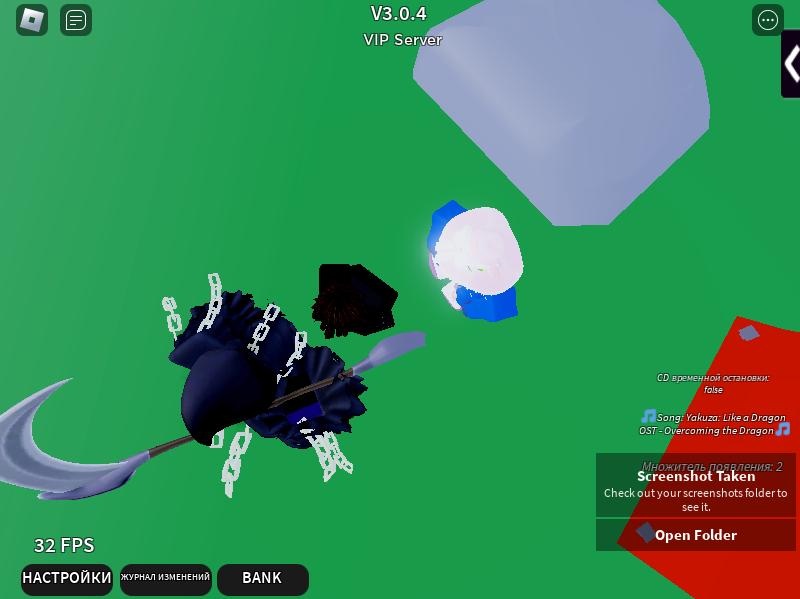 V3.0.4
VIP Server
CD временной остановки:
false
🎵Song: Yakuza: Like a Dragon
OST - Overcoming the Dragon🎵
Множитель появления: 2
Screenshot Taken
Check out your screenshots folder to
see it.
Open Folder
32 FPS
НАСТРОЙКИ
ЖУРНАЛ ИЗМЕНЕНИЙ
BANK